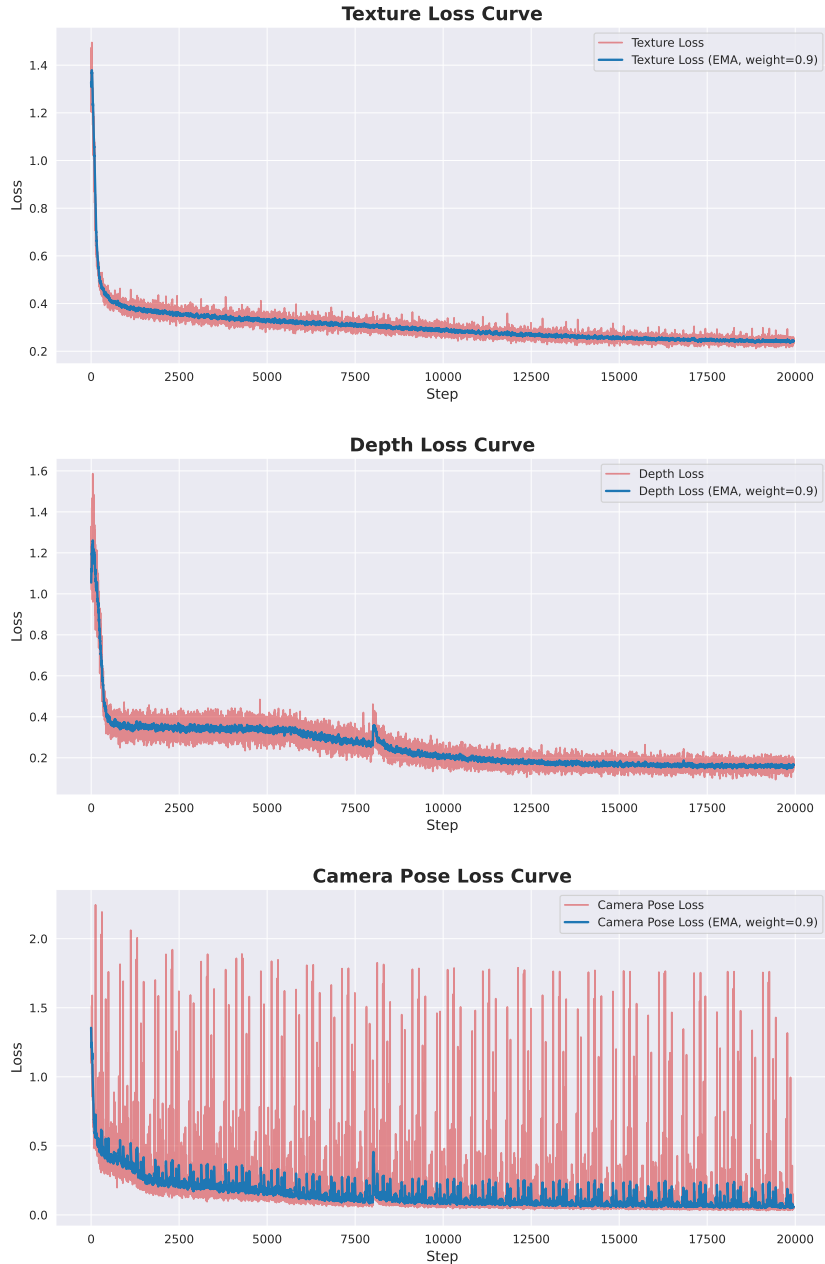 Texture Loss Curve
Texture Loss
Texture Loss (EMA, weight=0.9)
1.4
1.2
1.0
0.8
0.6
0.4
0.2
Loss
0 2500 5000 7500 10000 12500 15000 17500 20000
Step
Depth Loss Curve
Depth Loss
Depth Loss (EMA, weight=0.9)
1.6
1.4
1.2
1.0
0.8
0.6
0.4
0.2
Loss
0 2500 5000 7500 10000 12500 15000 17500 20000
Step
Camera Pose Loss Curve
Camera Pose Loss
Camera Pose Loss (EMA, weight=0.9)
2.0
1.5
1.0
0.5
0.0
Loss
0 2500 5000 7500 10000 12500 15000 17500 20000
Step